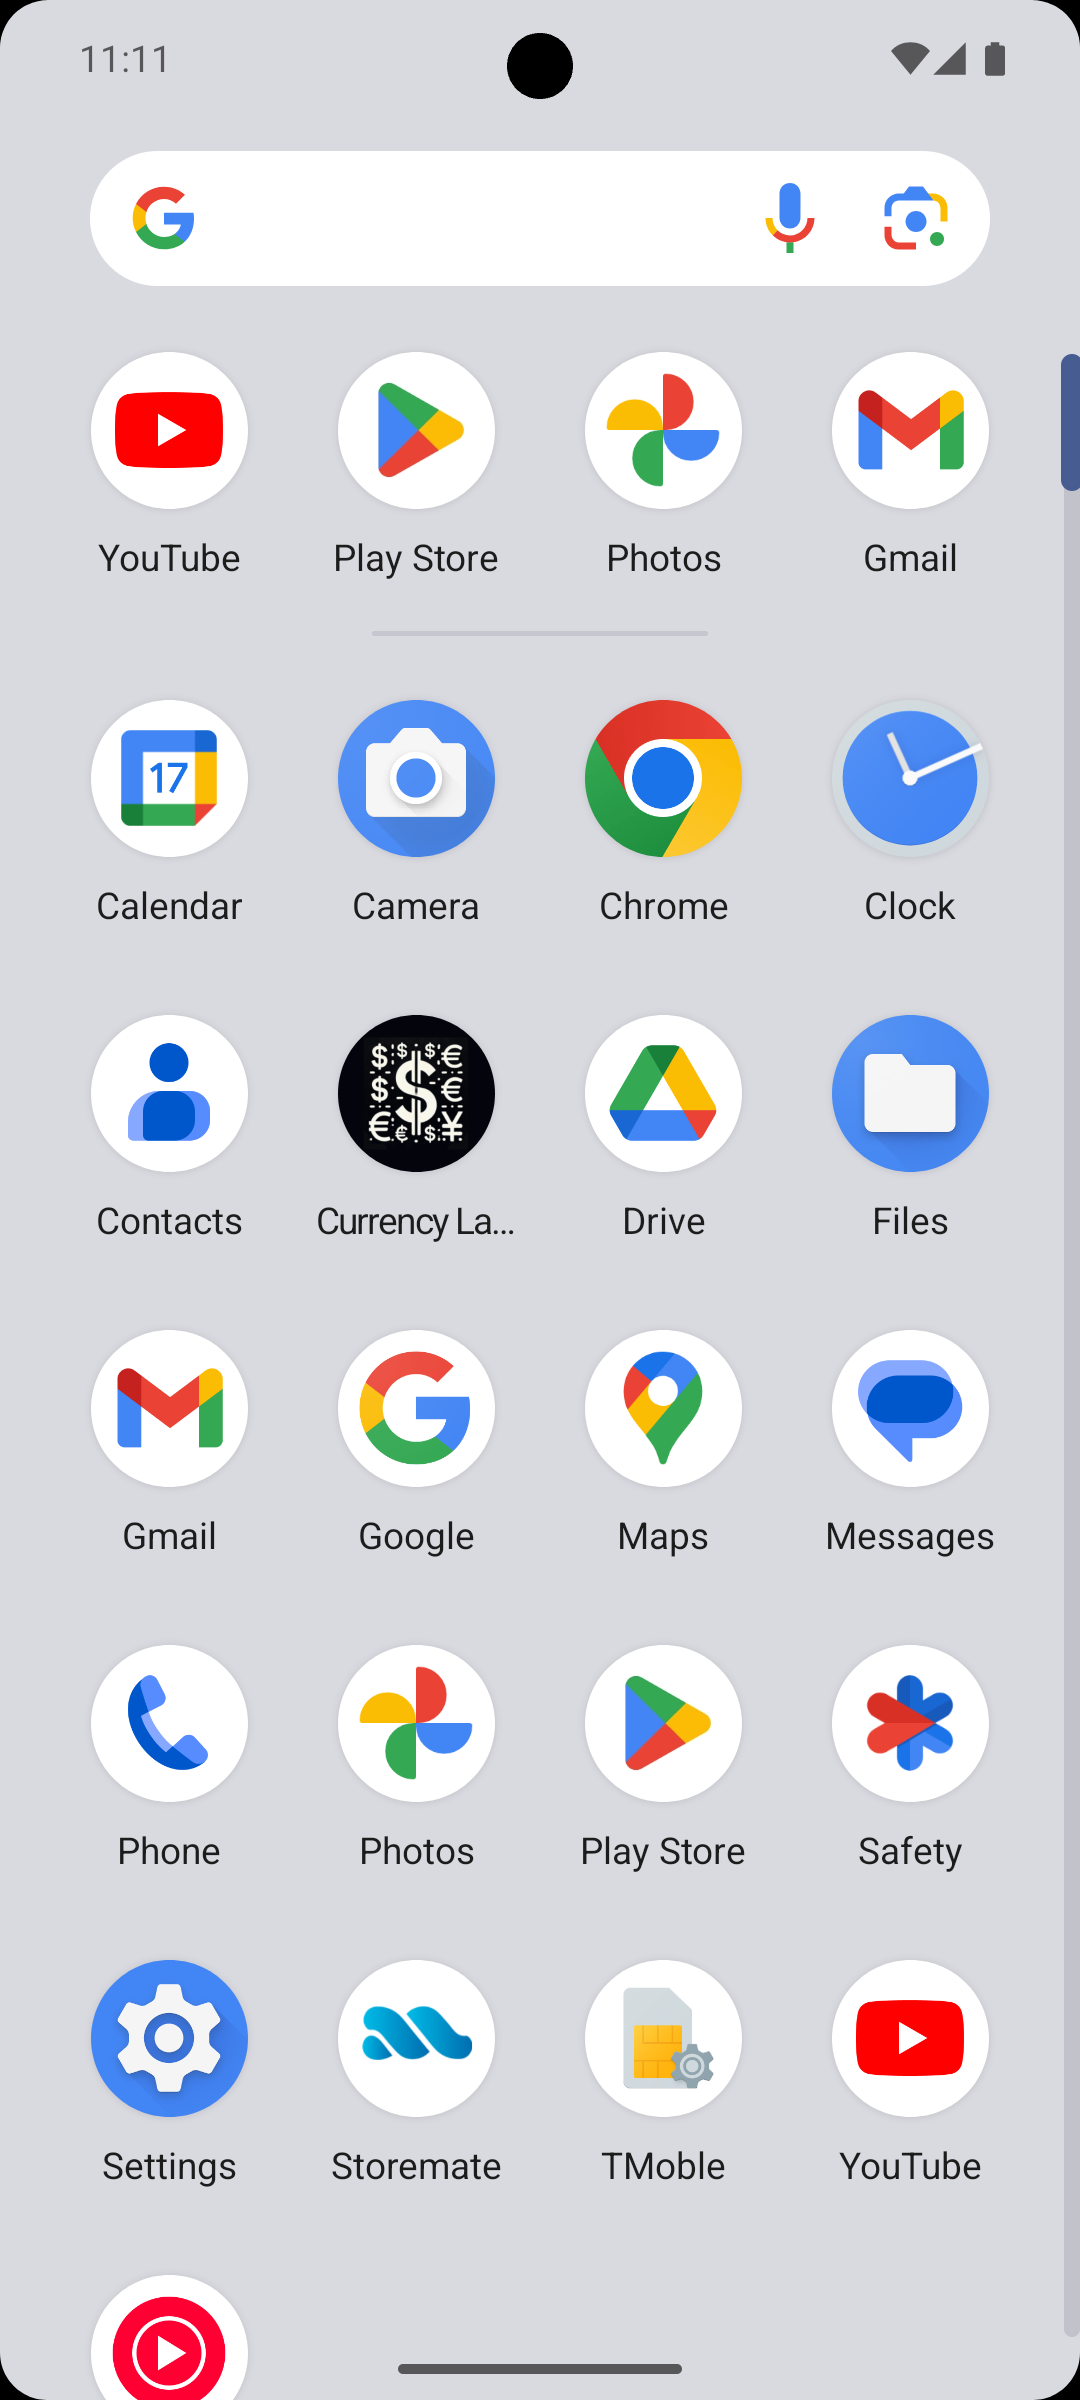 11:11
YouTube Play Store Photos Gmail
17
Calendar Camera Chrome Clock
Contacts Currency La... Drive Files
Gmail Google Maps Messages
Phone Photos Play Store Safety
Settings Storemate TMoble YouTube